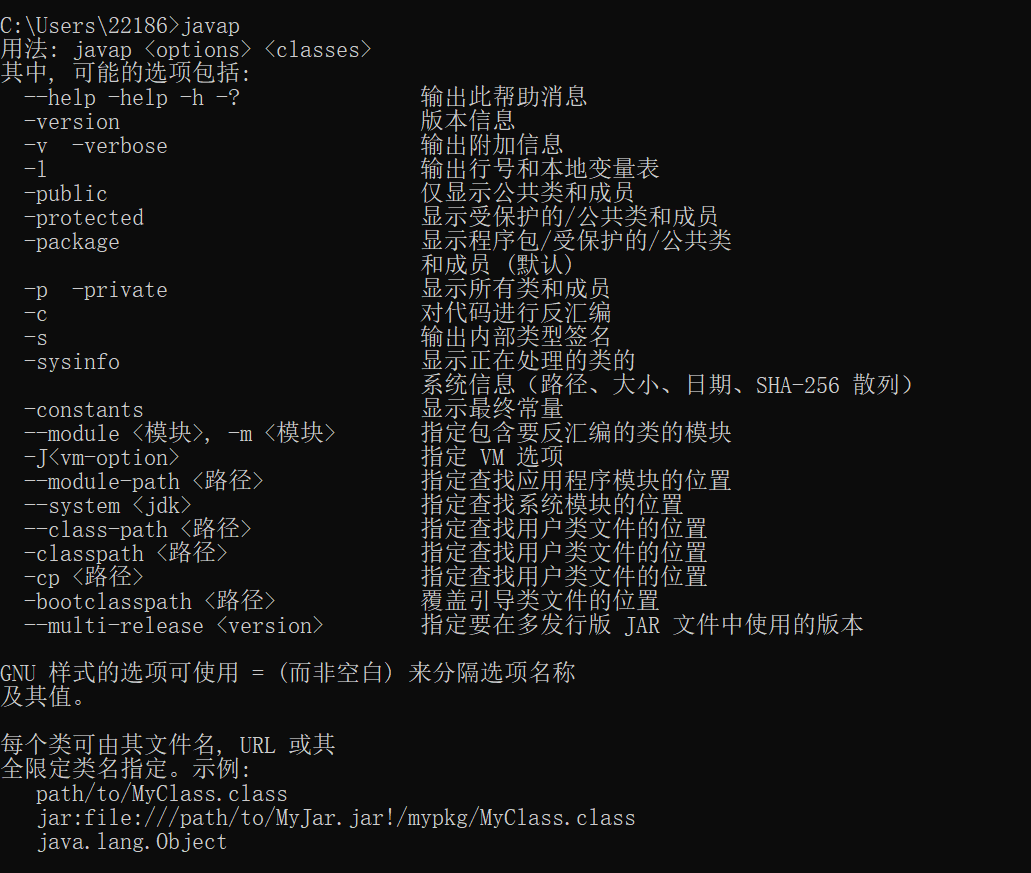 C:\Users\22186>javap
用法: javap <options> <classes>
其中, 可能的选项包括:
  --help -help -h -?               输出此帮助消息
  -version                         版本信息
  -v  -verbose                     输出附加信息
  -l                               输出行号和本地变量表
  -public                          仅显示公共类和成员
  -protected                       显示受保护的/公共类和成员
  -package                         显示程序包/受保护的/公共类
                                   和成员 (默认)
  -p  -private                     显示所有类和成员
  -c                               对代码进行反汇编
  -s                               输出内部类型签名
  -sysinfo                         显示正在处理的类的
                                   系统信息（路径、大小、日期、SHA-256 散列）
  -constants                       显示最终常量
  --module <模块>, -m <模块>       指定包含要反汇编的类的模块
  -J<vm-option>                    指定 VM 选项
  --module-path <路径>             指定查找应用程序模块的位置
  --system <jdk>                   指定查找系统模块的位置
  --class-path <路径>              指定查找用户类文件的位置
  -classpath <路径>                指定查找用户类文件的位置
  -cp <路径>                       指定查找用户类文件的位置
  -bootclasspath <路径>            覆盖引导类文件的位置
  --multi-release <version>        指定要在多发行版 JAR 文件中使用的版本
GNU 样式的选项可使用 = (而非空白) 来分隔选项名称
及其值。
每个类可由其文件名, URL 或其
全限定类名指定。示例:
   path/to/MyClass.class
   jar:file:///path/to/MyJar.jar!/mypkg/MyClass.class
   java.lang.Object